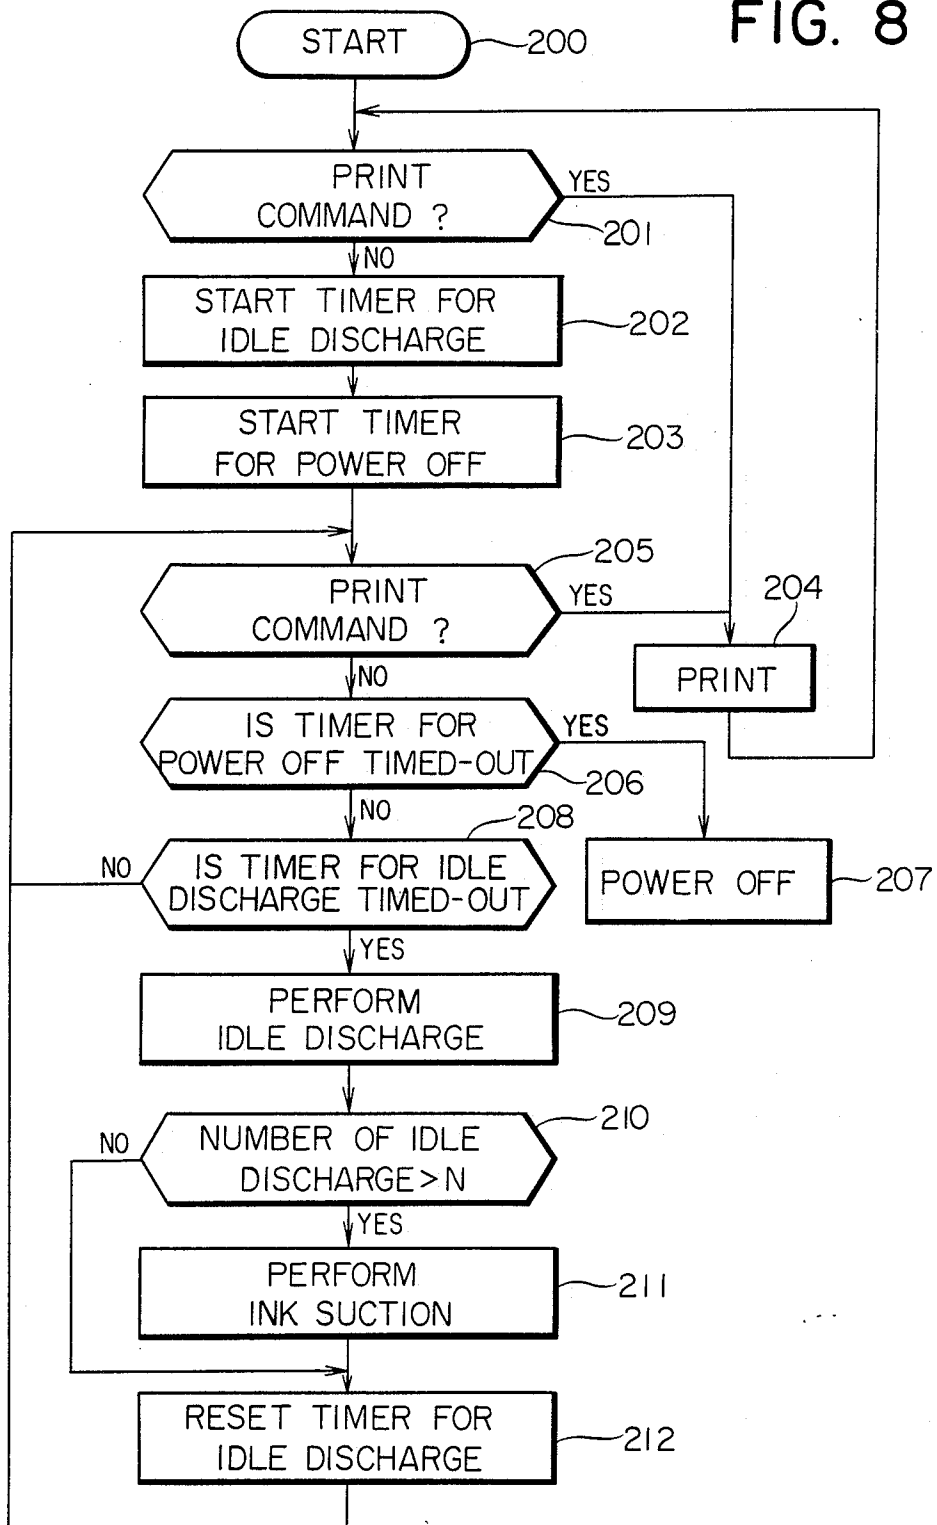 FIG. 8
START
200
PRINT
COMMAND ?
YES
201
NO
START TIMER FOR
IDLE DISCHARGE
202
START TIMER
FOR POWER OFF
203
205
PRINT
COMMAND ?
YES
204
PRINT
NO
IS TIMER FOR
POWER OFF TIMED-OUT
YES
206
NO
208
IS TIMER FOR IDLE
DISCHARGE TIMED-OUT
NO
POWER OFF
207
YES
PERFORM
IDLE DISCHARGE
209
NUMBER OF IDLE
DISCHARGE>N
210
NO
YES
PERFORM
INK SUCTION
211
RESET TIMER FOR
IDLE DISCHARGE
212